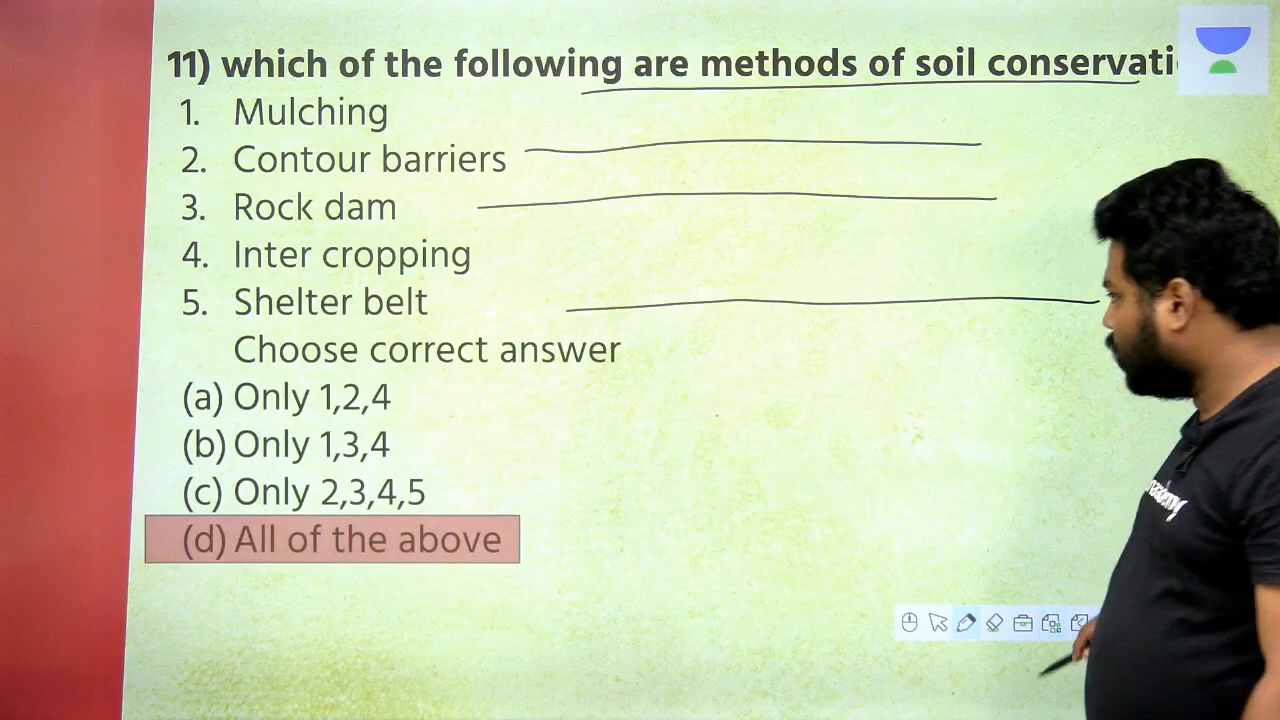 11) which of the following are methods of soil conservati
1. Mulching
2. Contour barriers
3. Rock dam
4. Inter cropping
5. Shelter belt
Choose correct answer
(a) Only 1,2,4
(b) Only 1,3,4
(c) Only 2,3,4,5
(d) All of the above